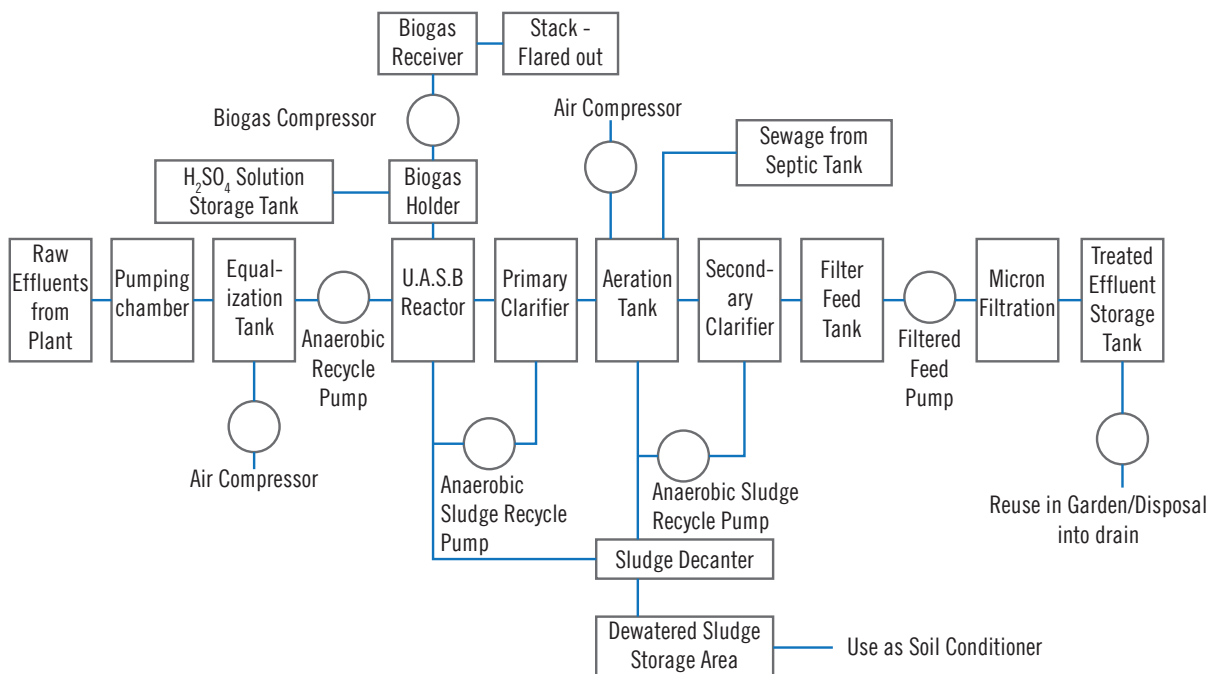 Biogas
Receiver
Stack -
Flared out
Biogas Compressor
Air Compressor
Sewage from
Septic Tank
H₂SO₄ Solution
Storage Tank
Biogas
Holder
Raw
Effluents
from
Plant
Pumping
chamber
Equal-
ization
Tank
Anaerobic
Recycle
Pump
U.A.S.B
Reactor
Primary
Clarifier
Aeration
Tank
Second-
ary
Clarifier
Filter
Feed
Tank
Filtered
Feed
Pump
Micron
Filtration
Treated
Effluent
Storage
Tank
Air Compressor
Anaerobic
Sludge Recycle
Pump
Anaerobic Sludge
Recycle Pump
Reuse in Garden/Disposal
into drain
Sludge Decanter
Dewatered Sludge
Storage Area
Use as Soil Conditioner